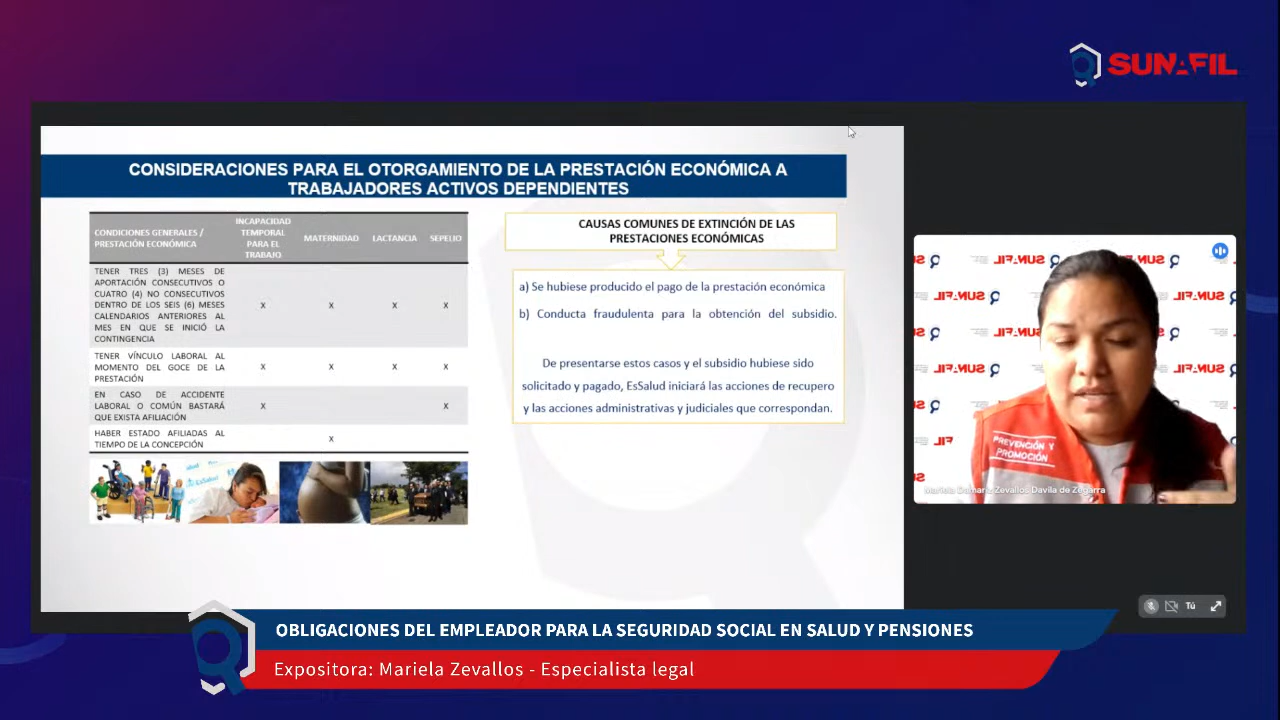 SUNAFIL
CONSIDERACIONES PARA EL OTORGAMIENTO DE LA PRESTACIÓN ECONÓMICA A
TRABAJADORES ACTIVOS DEPENDIENTES
CONDICIONES GENERALES /
PRESTACIÓN ECONÓMICA
INCAPACIDAD
TEMPORAL
PARA EL
TRABAJO
MATERNIDAD
LACTANCIA
SEPELIO
TENER TRES (3) MESES DE
APORTACIÓN CONSECUTIVOS O
CUATRO (4) NO CONSECUTIVOS
DENTRO DE LOS SEIS (6) MESES
CALENDARIOS ANTERIORES AL
MES EN QUE SE INICIÓ LA
CONTINGENCIA
X X X X
TENER VÍNCULO LABORAL AL
MOMENTO DEL GOCE DE LA
PRESTACIÓN
X X X X
EN CASO DE ACCIDENTE
LABORAL O COMÚN BASTARÁ
QUE EXISTA AFILIACIÓN
X X
HABER ESTADO AFILIADAS AL
TIEMPO DE LA CONCEPCIÓN
X
EsSalud
CAUSAS COMUNES DE EXTINCIÓN DE LAS
PRESTACIONES ECONÓMICAS
a) Se hubiese producido el pago de la prestación económica
b) Conducta fraudulenta para la obtención del subsidio.
De presentarse estos casos y el subsidio hubiese sido
solicitado y pagado, EsSalud iniciará las acciones de recupero
y las acciones administrativas y judiciales que correspondan.
SUNAFIL
PREVENCIÓN Y
PROMOCIÓN
Zevallos Davila de Zegarra
Tú
OBLIGACIONES DEL EMPLEADOR PARA LA SEGURIDAD SOCIAL EN SALUD Y PENSIONES
Expositora: Mariela Zevallos - Especialista legal